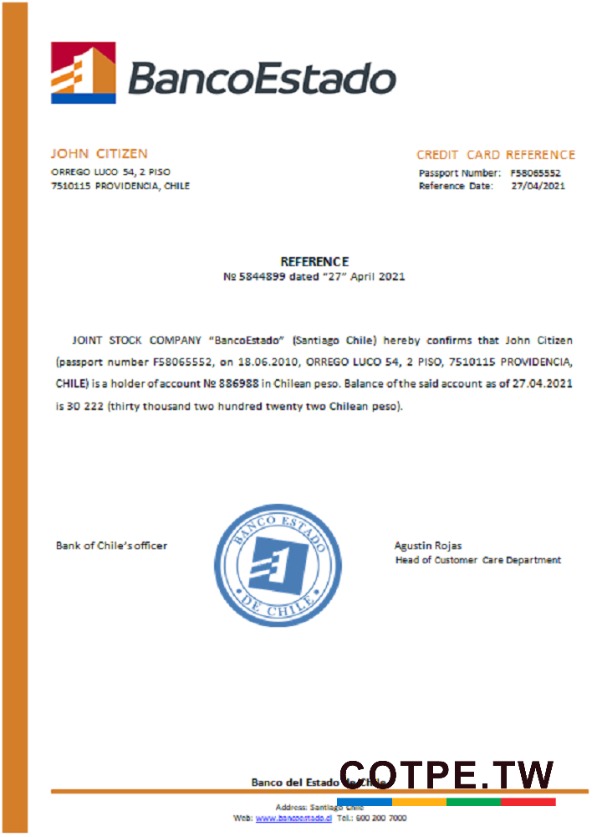 BancoEstado
JOHN CITIZEN
ORREGO LUCO 54, 2 PISO
7510115 PROVIDENCIA, CHILE
CREDIT CARD REFERENCE
Passport Number: F58065552
Reference Date: 27/04/2021
REFERENCE
№ 5844899 dated "27" April 2021
JOINT STOCK COMPANY "BancoEstado" (Santiago Chile) hereby confirms that John Citizen
(passport number F58065552, on 18.06.2010, ORREGO LUCO 54, 2 PISO, 7510115 PROVIDENCIA,
CHILE) is a holder of account № 886988 in Chilean peso. Balance of the said account as of 27.04.2021
is 30 222 (thirty thousand two hundred twenty two Chilean peso).
Bank of Chile's officer
BANCO ESTADO
DE CHILE
Agustin Rojas
Head of Customer Care Department
Banco del Estado de Chile
COTPE.TW
Address: Santiago Chile
Web: www.bancoestado.cl Tel.: 600 200 7000